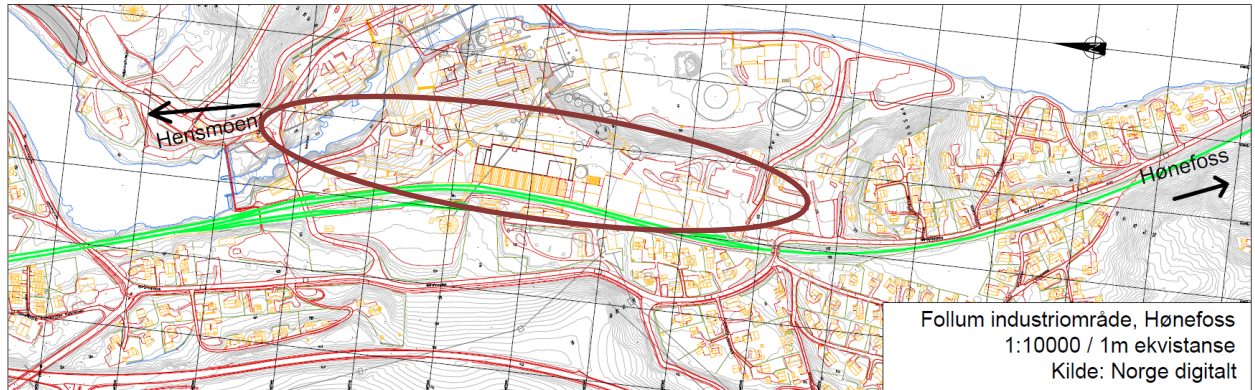 N
Hensmoen
Hønefoss
Follum industriområde, Hønefoss
1:10000 / 1m ekvistanse
Kilde: Norge digitalt